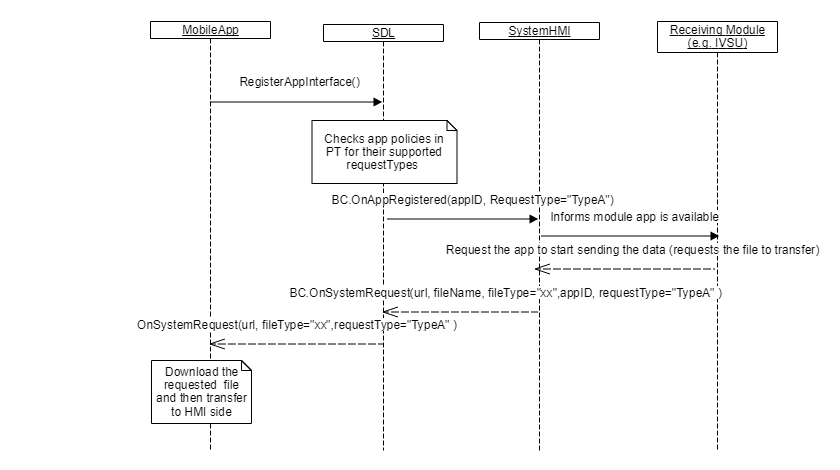 MobileApp
SDL
SystemHMI
Receiving Module
(e.g. IVSU)
RegisterAppInterface()
Checks app policies in
PT for their supported
requestTypes
BC.OnAppRegistered(appID, RequestType="TypeA")
Informs module app is available
Request the app to start sending the data (requests the file to transfer)
BC.OnSystemRequest(url, fileName, fileType="xx",appID, requestType="TypeA" )
OnSystemRequest(url, fileType="xx",requestType="TypeA" )
Download the
requested file
and then transfer
to HMI side